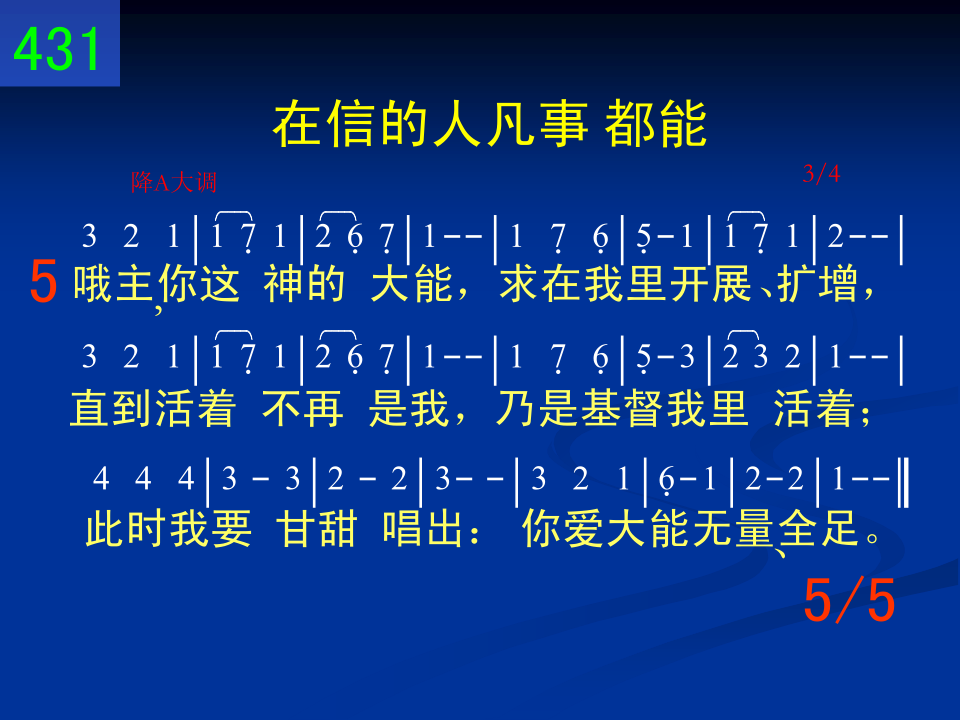 431
在信的人凡事 都能
降A大调 3/4
3 2 1|1 7̣ 1|2 6̣ 7̣|1--|1 7̣ 6̣|5̣-1|1 7̣ 1|2--|
5 哦主,你这 神的 大能，求在我里开展、扩增，
3 2 1|1 7̣ 1|2 6̣ 7̣|1--|1 7̣ 6̣|5̣-3|2 3 2|1--|
直到活着 不再 是我，乃是基督我里 活着；
4 4 4|3 - 3|2 - 2|3- -|3 2 1|6̣-1|2-2|1--‖
此时我要 甘甜 唱出： 你爱大能无量、全足。
5/5